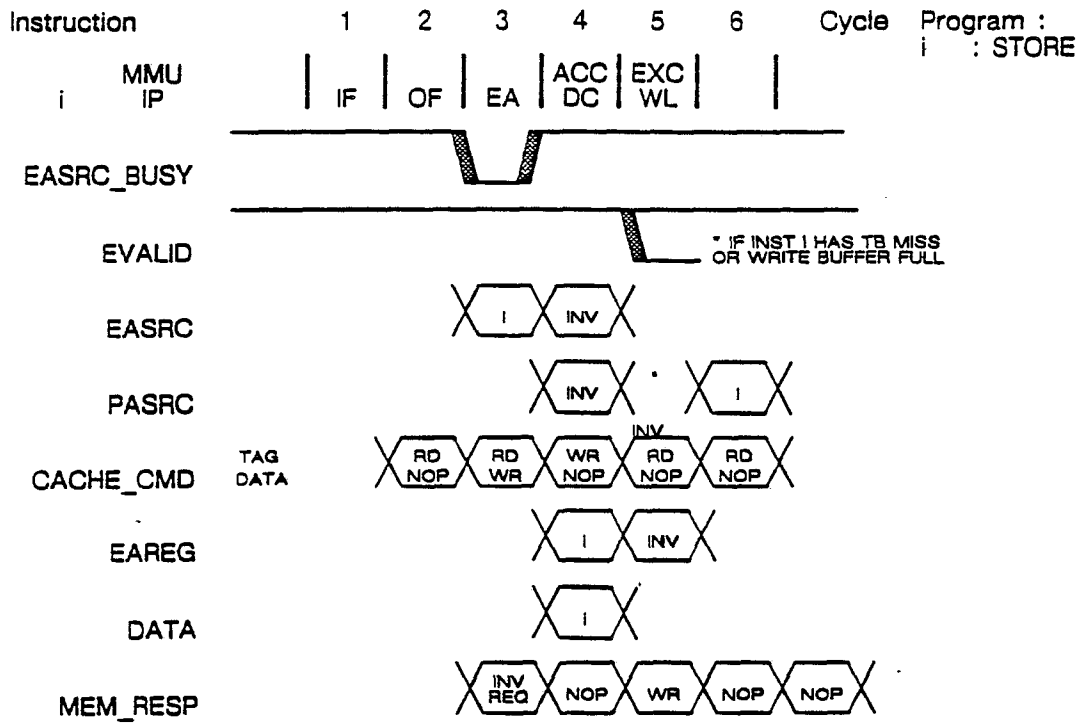 Instruction 1 2 3 4 5 6 Cycle Program :
i : STORE
MMU ACC EXC
i IP IF OF EA DC WL
EASRC_BUSY
EVALID * IF INST I HAS TB MISS
OR WRITE BUFFER FULL
EASRC I INV
PASRC INV * I
INV
TAG RD RD WR RD RD
CACHE_CMD DATA NOP WR NOP NOP NOP
EAREG I INV
DATA I
INV
MEM_RESP REQ NOP WR NOP NOP